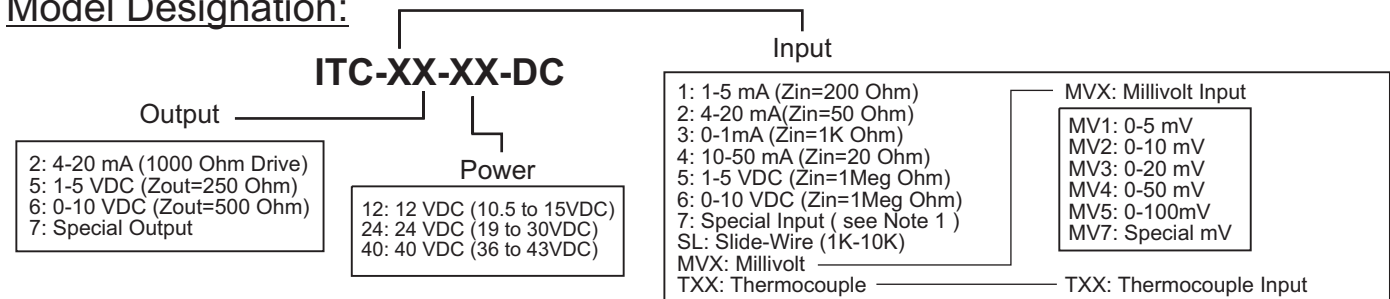 Model Designation:
ITC-XX-XX-DC
Output
2: 4-20 mA (1000 Ohm Drive)
5: 1-5 VDC (Zout=250 Ohm)
6: 0-10 VDC (Zout=500 Ohm)
7: Special Output
Power
12: 12 VDC (10.5 to 15VDC)
24: 24 VDC (19 to 30VDC)
40: 40 VDC (36 to 43VDC)
Input
1: 1-5 mA (Zin=200 Ohm)
2: 4-20 mA(Zin=50 Ohm)
3: 0-1mA (Zin=1K Ohm)
4: 10-50 mA (Zin=20 Ohm)
5: 1-5 VDC (Zin=1Meg Ohm)
6: 0-10 VDC (Zin=1Meg Ohm)
7: Special Input ( see Note 1 )
SL: Slide-Wire (1K-10K)
MVX: Millivolt
TXX: Thermocouple
MVX: Millivolt Input
MV1: 0-5 mV
MV2: 0-10 mV
MV3: 0-20 mV
MV4: 0-50 mV
MV5: 0-100mV
MV7: Special mV
TXX: Thermocouple Input